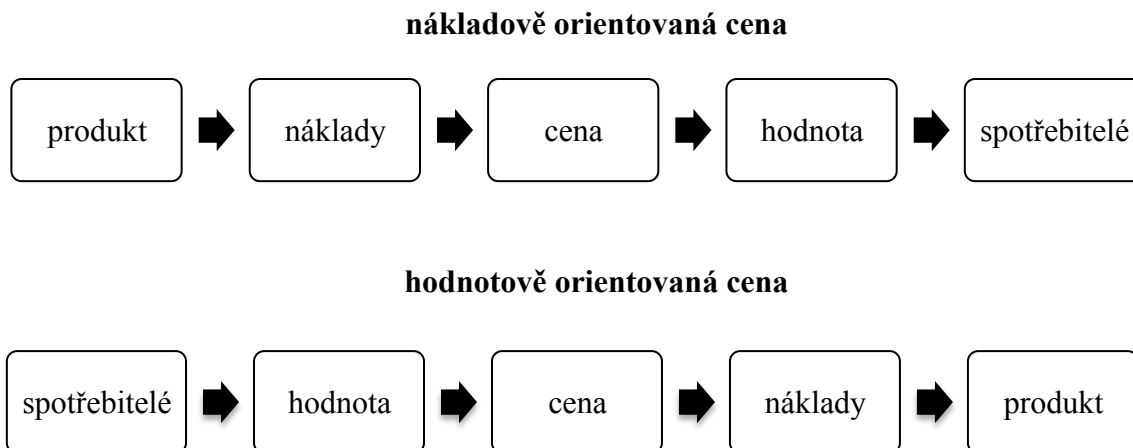 nákladově orientovaná cena
produkt náklady cena hodnota spotřebitelé
hodnotově orientovaná cena
spotřebitelé hodnota cena náklady produkt